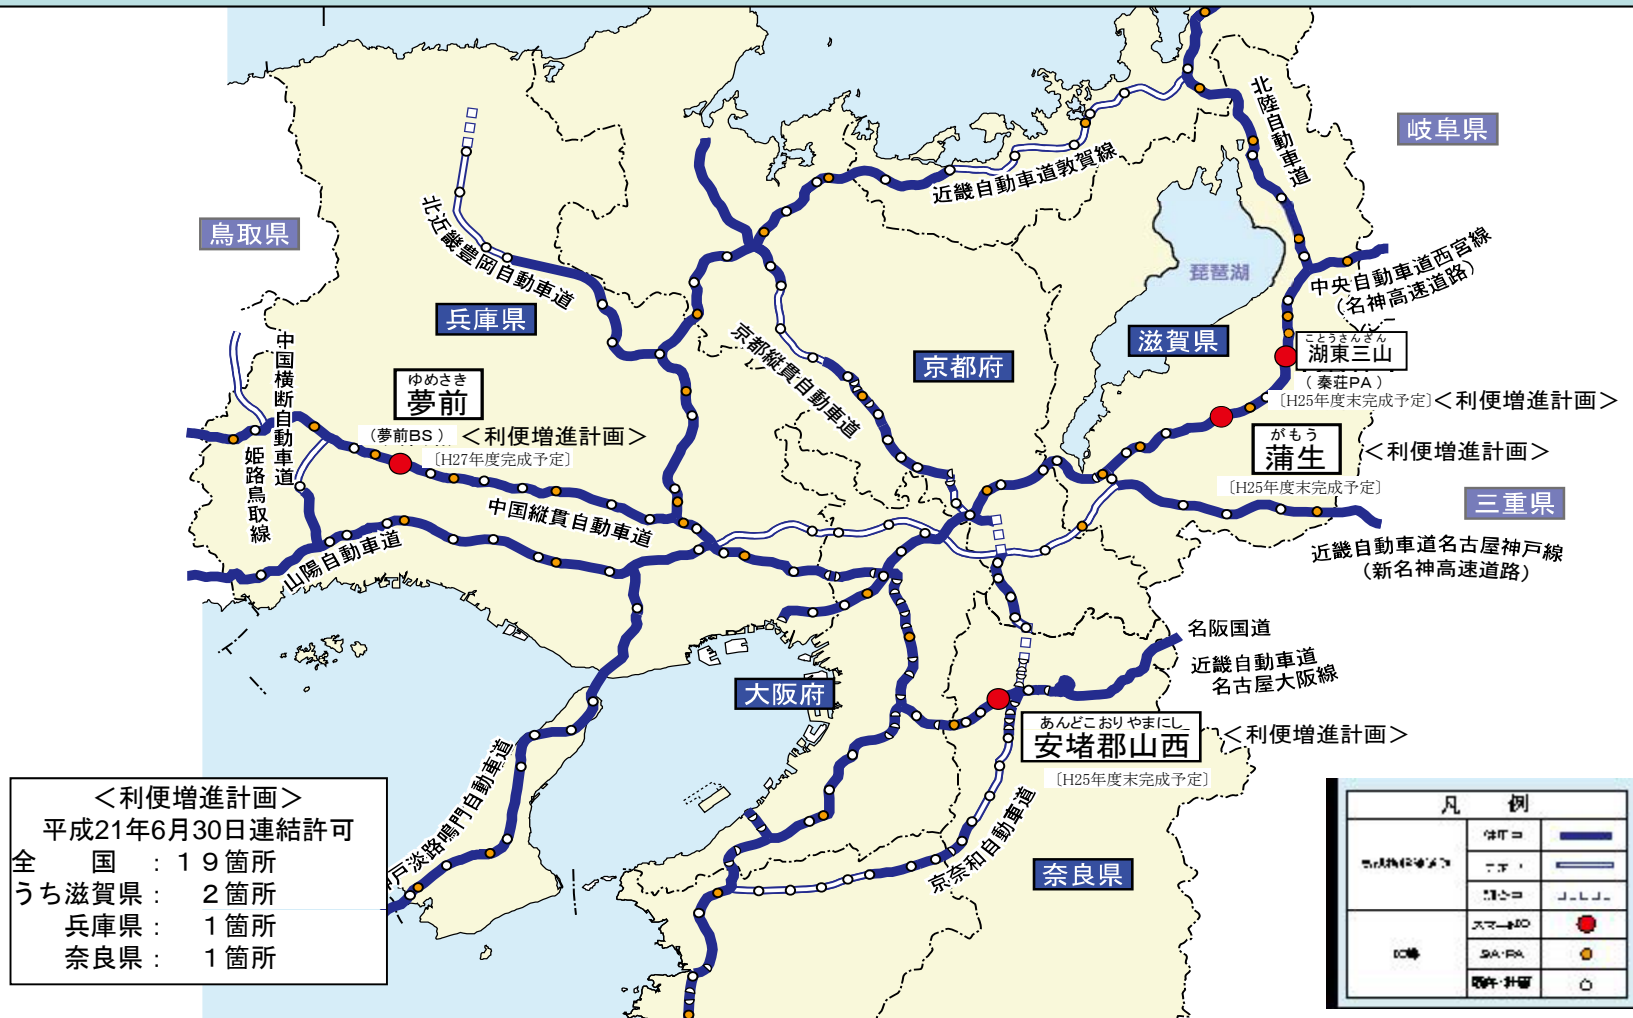 岐阜県
北陸自動車道
近畿自動車道敦賀線
鳥取県
北近畿豊岡自動車道
琵琶湖
中央自動車道西宮線
（名神高速道路）
兵庫県
滋賀県
京都府
京都縦貫自動車道
ことうさんざん
湖東三山
（秦荘PA）
〔H25年度末完成予定〕
＜利便増進計画＞
中国横断自動車道
姫路鳥取線
ゆめさき
夢前
（夢前BS）
＜利便増進計画＞
〔H27年度完成予定〕
がもう
蒲生
＜利便増進計画＞
〔H25年度末完成予定〕
三重県
中国縦貫自動車道
山陽自動車道
近畿自動車道名古屋神戸線
（新名神高速道路）
名阪国道
近畿自動車道
名古屋大阪線
大阪府
あんどこおりやまにし
安堵郡山西
＜利便増進計画＞
〔H25年度末完成予定〕
戸淡路鳴門自動車道
京奈和自動車道
奈良県
＜利便増進計画＞
平成21年6月30日連結許可
全　国：１９箇所
うち滋賀県：　２箇所
兵庫県：　１箇所
奈良県：　１箇所
凡　例
SA・PA